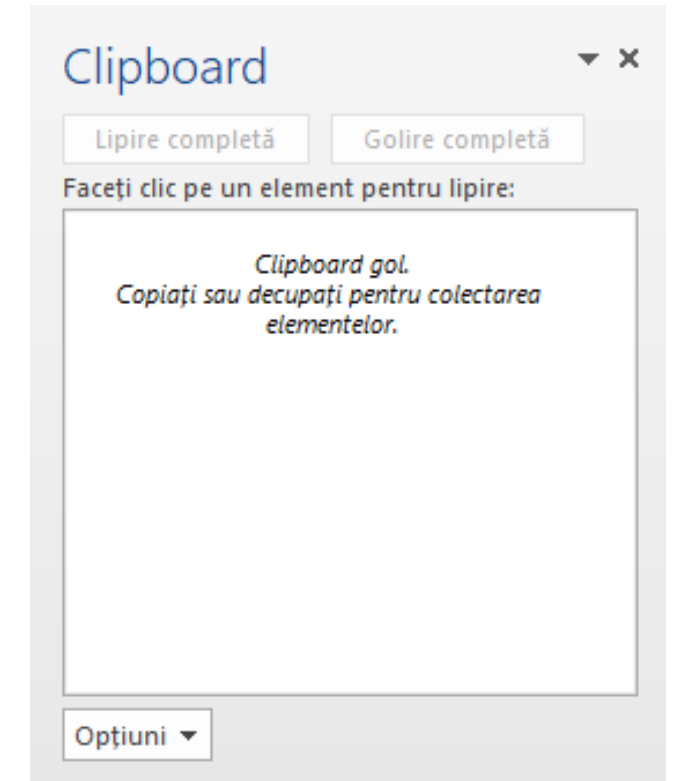 Clipboard
Lipire completă Golire completă
Faceți clic pe un element pentru lipire:
Clipboard gol.
Copiați sau decupați pentru colectarea
elementelor.
Opțiuni